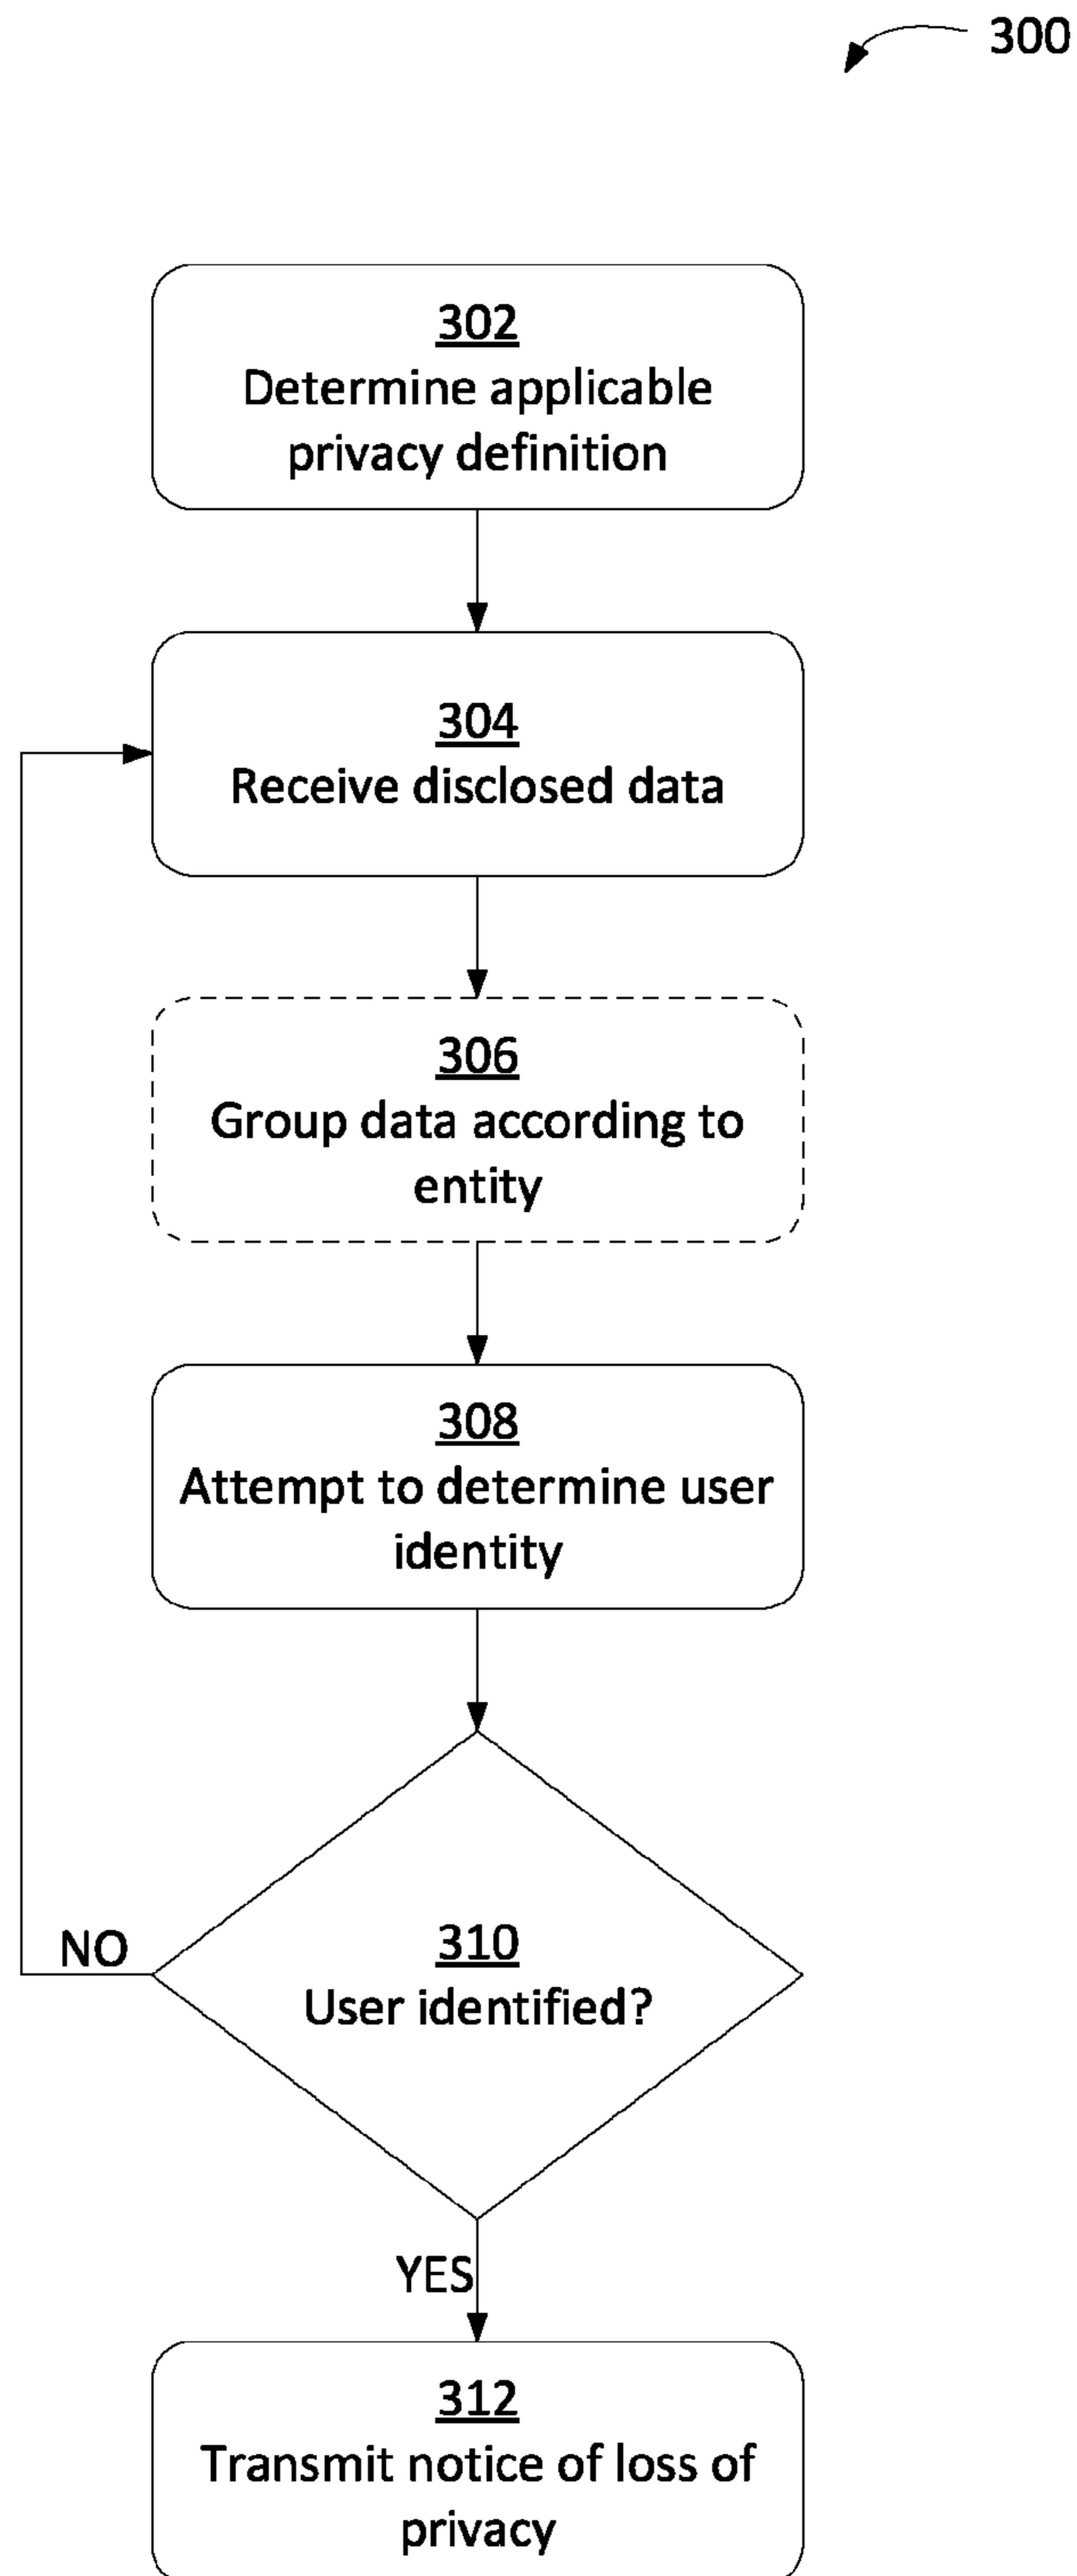 300
302
Determine applicable
privacy definition
304
Receive disclosed data
306
Group data according to
entity
308
Attempt to determine user
identity
310
User identified?
NO
YES
312
Transmit notice of loss of
privacy